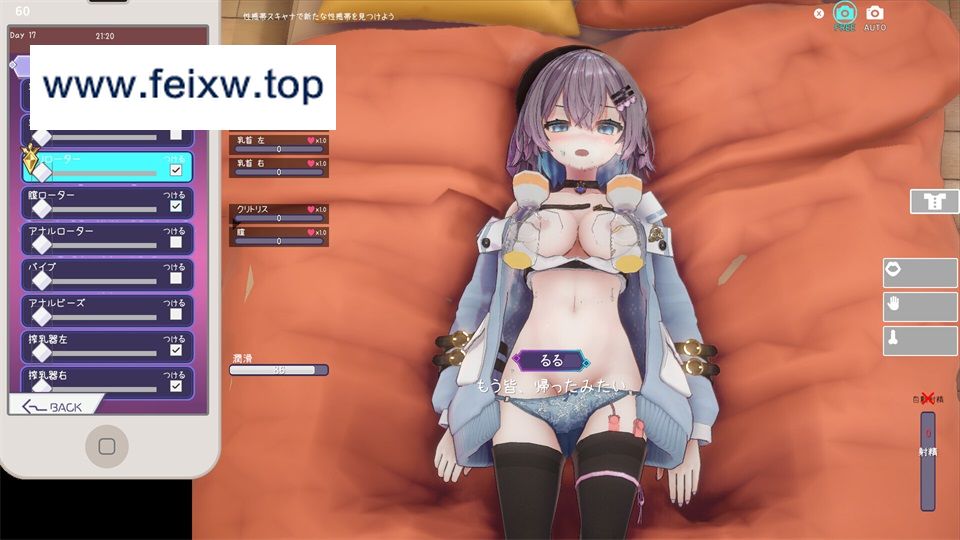 60
Day 17
21:20
性感帯スキャナで新たな性感帯を見つけよう
FREE
AUTO
www.feixw.top
つける
ローター
つける
膣ローター
つける
アナルローター
つける
バイブ
つける
アナルビーズ
つける
搾乳器左
つける
搾乳器右
BACK
乳首 左
x1.0
0
乳首 右
x1.0
0
クリトリス
x1.0
0
膣
x1.0
0
潤滑
86
るる
もう皆、帰ったみたい
0
射精